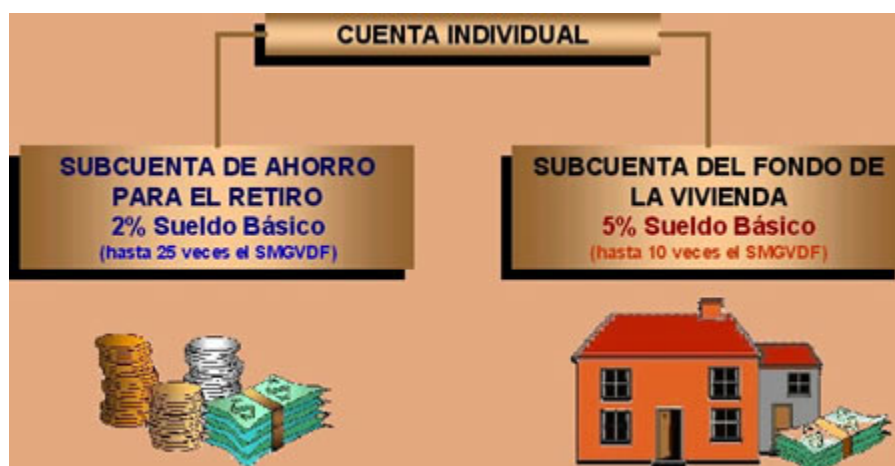 CUENTA INDIVIDUAL
SUBCUENTA DE AHORRO
PARA EL RETIRO
2% Sueldo Básico
(hasta 25 veces el SMGVDF)
SUBCUENTA DEL FONDO DE
LA VIVIENDA
5% Sueldo Básico
(hasta 10 veces el SMGVDF)